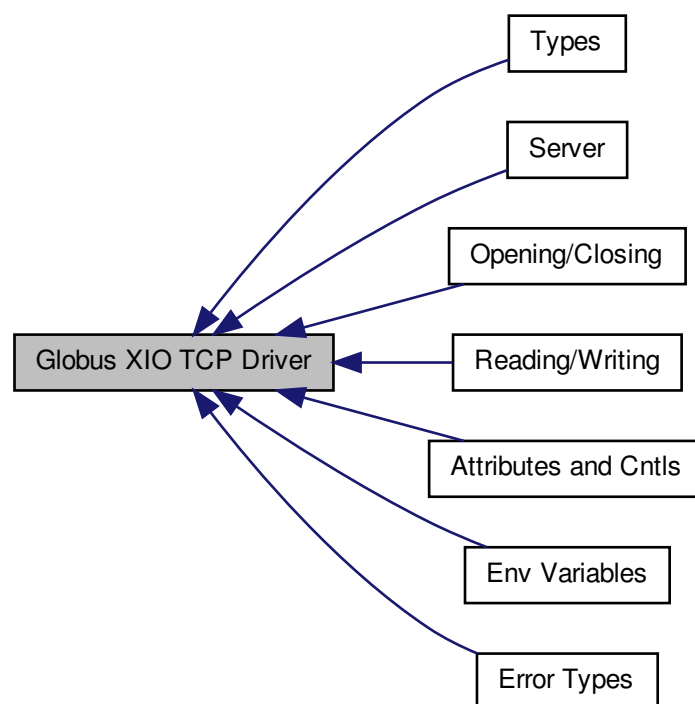 Types
Server
Opening/Closing
Globus XIO TCP Driver
Reading/Writing
Attributes and Cntls
Env Variables
Error Types